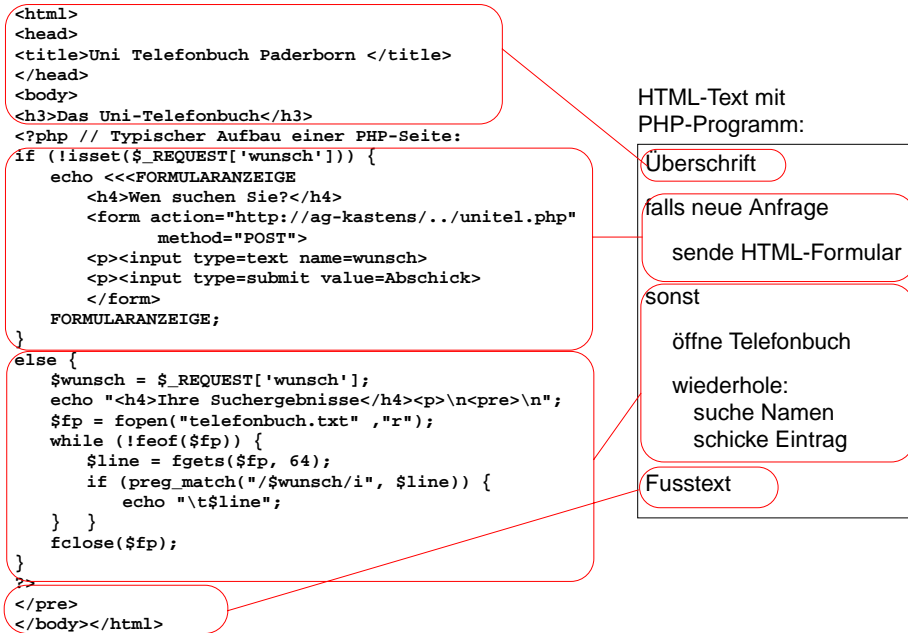 <html>
<head>
<title>Uni Telefonbuch Paderborn </title>
</head>
<body>
<h3>Das Uni-Telefonbuch</h3>
<?php // Typischer Aufbau einer PHP-Seite:
if (!isset($_REQUEST['wunsch'])) {
   echo <<<FORMULARANZEIGE
      <h4>Wen suchen Sie?</h4>
      <form action="http://ag-kastens/../unitel.php"
            method="POST">
      <p><input type=text name=wunsch>
      <p><input type=submit value=Abschick>
      </form>
   FORMULARANZEIGE;
}
else {
   $wunsch = $_REQUEST['wunsch'];
   echo "<h4>Ihre Suchergebnisse</h4><p>\n<pre>\n";
   $fp = fopen("telefonbuch.txt" ,"r");
   while (!feof($fp)) {
      $line = fgets($fp, 64);
      if (preg_match("/$wunsch/i", $line)) {
         echo "\t$line";
   }  }
   fclose($fp);
}
?>
</pre>
</body></html>
HTML-Text mit
PHP-Programm:
Überschrift
falls neue Anfrage
sende HTML-Formular
sonst
öffne Telefonbuch
wiederhole:
suche Namen
schicke Eintrag
Fusstext